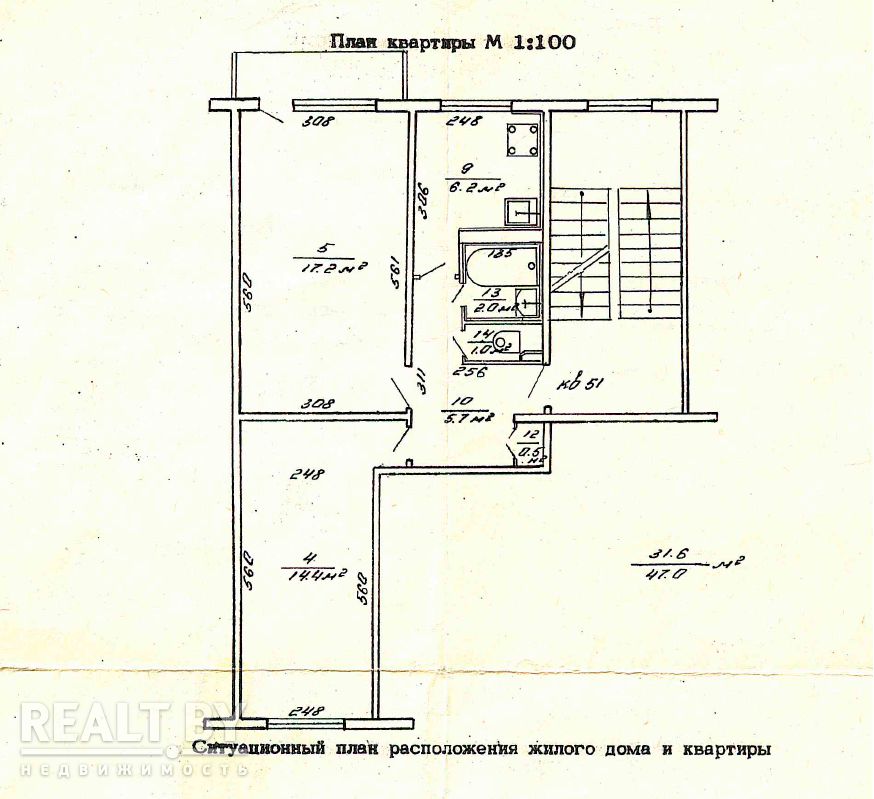 План квартиры М 1:100
308
248
9
6.2 м²
306
5
17.2 м²
561
560
185
13
2.0 м²
14
1.0 м²
256
311
кв 51
308
10
5.7 м²
12
0.5 м²
248
4
14.4 м²
560
560
31.6
47.0 м²
248
REALT.BY
НЕДВИЖИМОСТЬ
Ситуационный план расположения жилого дома и квартиры